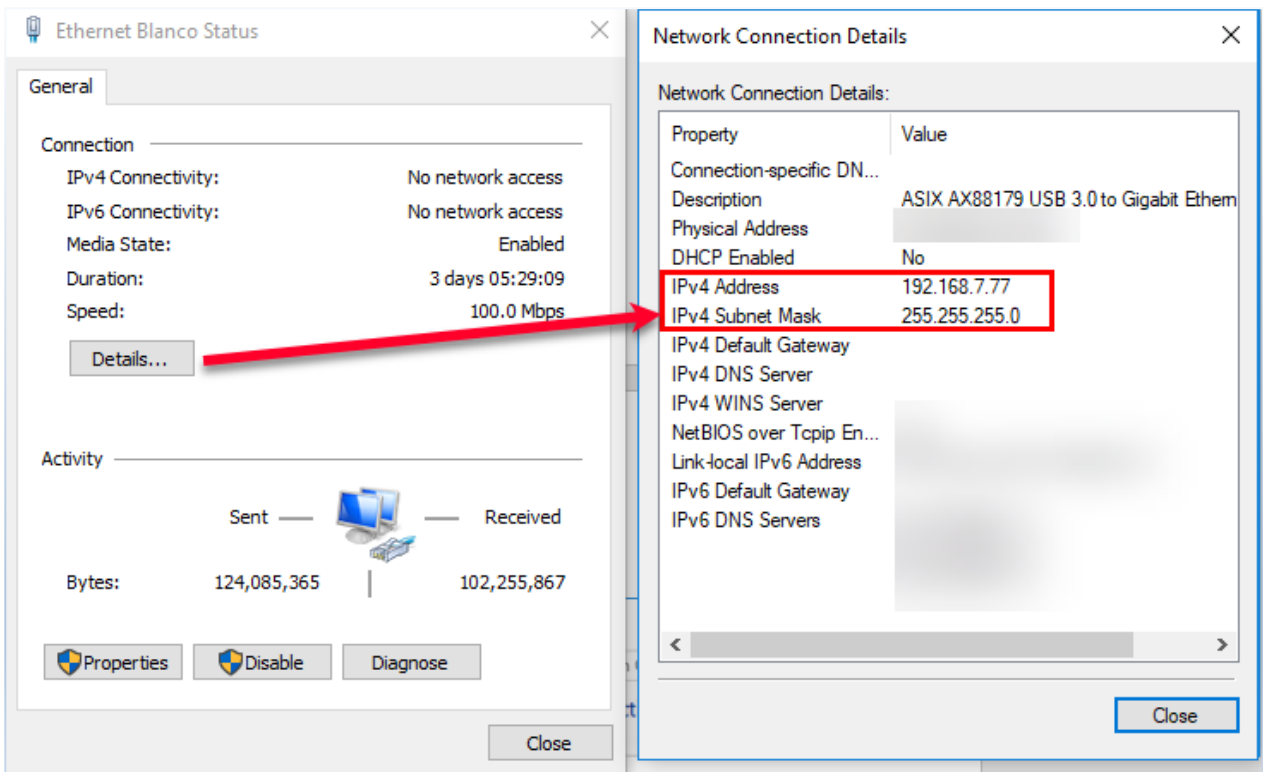 Ethernet Blanco Status
General
Connection
IPv4 Connectivity: No network access
IPv6 Connectivity: No network access
Media State: Enabled
Duration: 3 days 05:29:09
Speed: 100.0 Mbps
Details...
Activity
Sent Received
Bytes: 124,085,365 102,255,867
Properties Disable Diagnose
Close
Network Connection Details
Network Connection Details:
Property Value
Connection-specific DN...
Description ASIX AX88179 USB 3.0 to Gigabit Ethern
Physical Address
DHCP Enabled No
IPv4 Address 192.168.7.77
IPv4 Subnet Mask 255.255.255.0
IPv4 Default Gateway
IPv4 DNS Server
IPv4 WINS Server
NetBIOS over Tcpip En...
Link-local IPv6 Address
IPv6 Default Gateway
IPv6 DNS Servers
Close